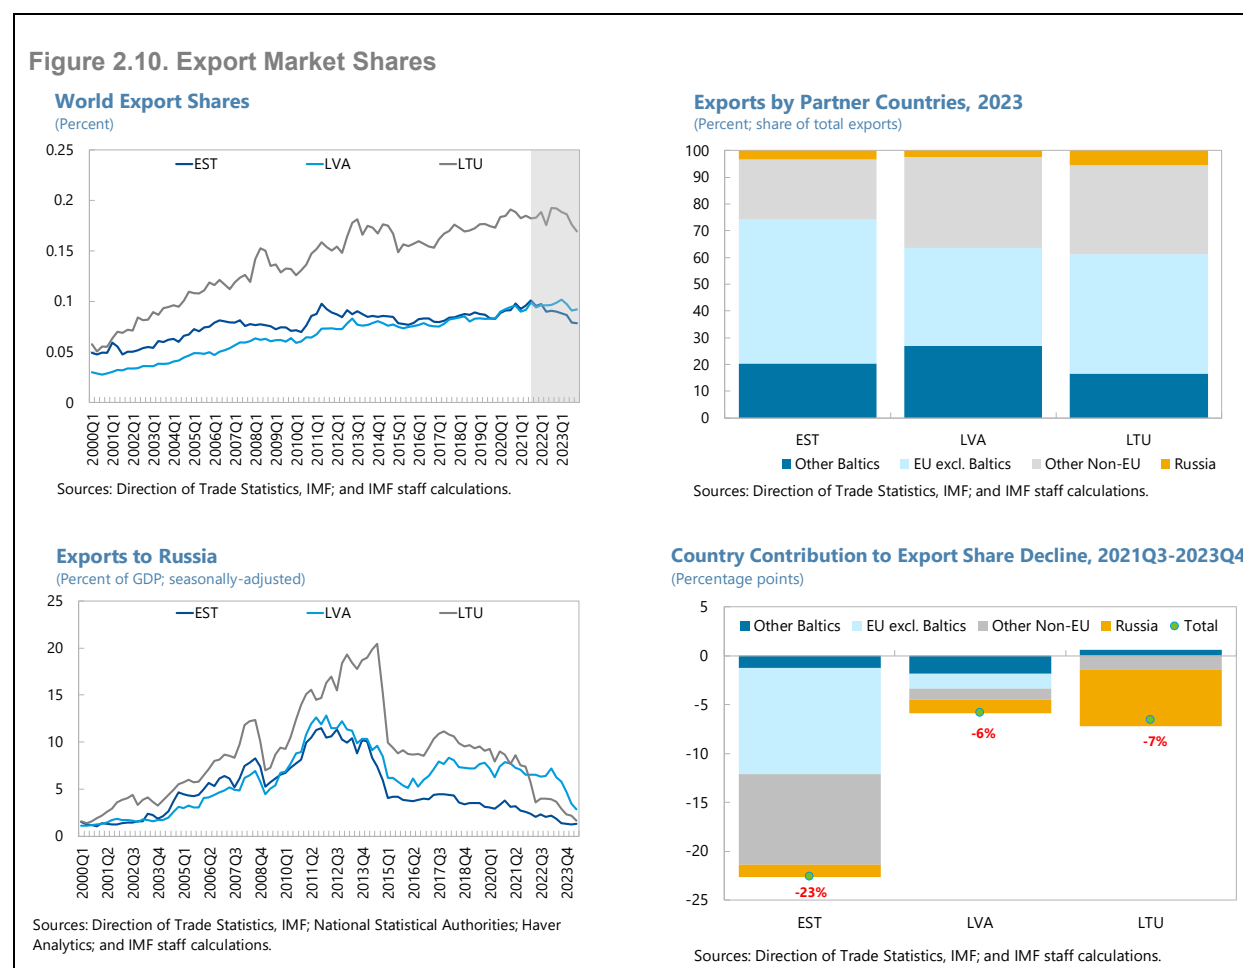 Figure 2.10. Export Market Shares
World Export Shares
(Percent)
0.25
0.2
0.15
0.1
0.05
0
EST
LVA
LTU
2000Q1
2001Q1
2002Q1
2003Q1
2004Q1
2005Q1
2006Q1
2007Q1
2008Q1
2009Q1
2010Q1
2011Q1
2012Q1
2013Q1
2014Q1
2015Q1
2016Q1
2017Q1
2018Q1
2019Q1
2020Q1
2021Q1
2022Q1
2023Q1
Sources: Direction of Trade Statistics, IMF; and IMF staff calculations.
Exports by Partner Countries, 2023
(Percent; share of total exports)
100
90
80
70
60
50
40
30
20
10
0
EST
LVA
LTU
Other Baltics
EU excl. Baltics
Other Non-EU
Russia
Sources: Direction of Trade Statistics, IMF; and IMF staff calculations.
Exports to Russia
(Percent of GDP; seasonally-adjusted)
25
20
15
10
5
0
EST
LVA
LTU
2000Q1
2000Q4
2001Q3
2002Q2
2003Q1
2003Q4
2004Q3
2005Q1
2006Q2
2007Q3
2008Q4
2010Q1
2011Q2
2012Q3
2013Q4
2015Q1
2016Q2
2017Q3
2018Q4
2020Q1
2021Q2
2022Q3
2023Q4
Sources: Direction of Trade Statistics, IMF; National Statistical Authorities; Haver
Analytics; and IMF staff calculations.
Country Contribution to Export Share Decline, 2021Q3-2023Q4
(Percentage points)
5
0
-5
-10
-15
-20
-25
Other Baltics
EU excl. Baltics
Other Non-EU
Russia
Total
-23%
-6%
-7%
EST
LVA
LTU
Sources: Direction of Trade Statistics, IMF; and IMF staff calculations.